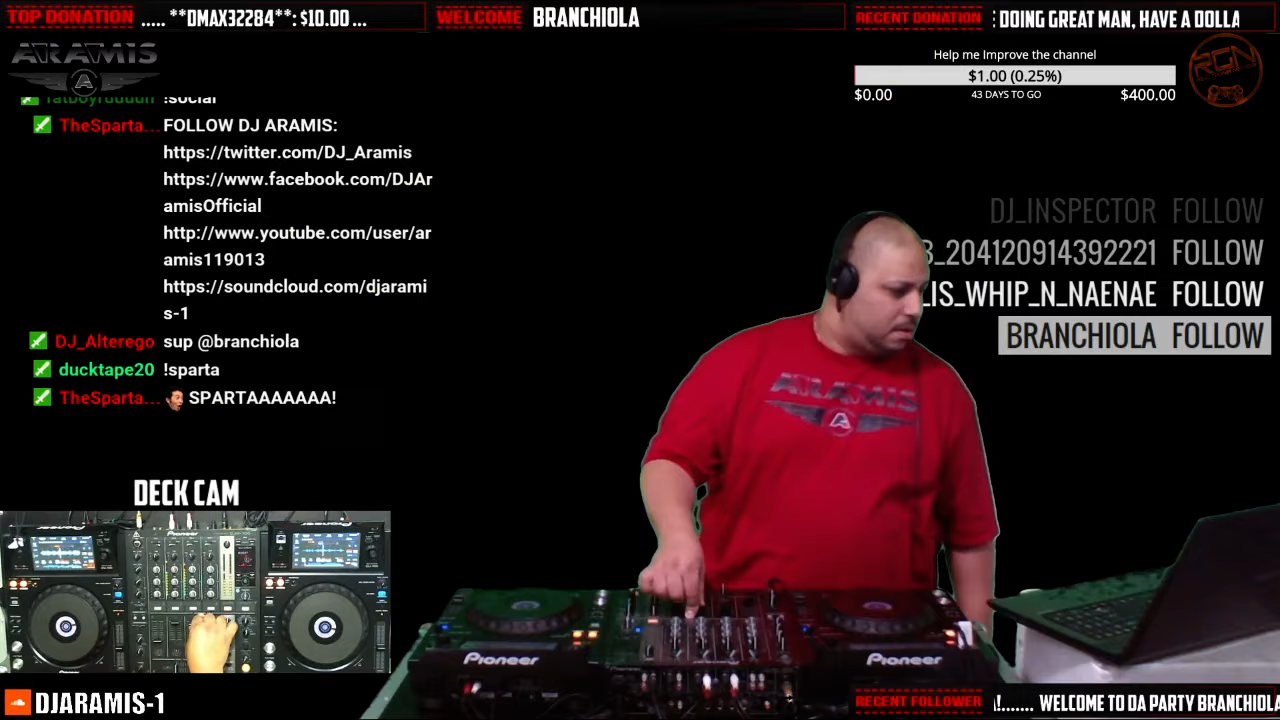 TOP DONATION ..... **DMAX32284**: $10.00 ...
WELCOME BRANCHIOLA
RECENT DONATION : DOING GREAT MAN, HAVE A DOLLA
ARAMIS
A
Help me Improve the channel
$1.00 (0.25%)
$0.00 43 DAYS TO GO $400.00
RGN
fatboyruuuun !social
TheSparta... FOLLOW DJ ARAMIS:
https://twitter.com/DJ_Aramis
https://www.facebook.com/DJAr
amisOfficial
http://www.youtube.com/user/ar
amis119013
https://soundcloud.com/djarami
s-1
DJ_Alterego sup @branchiola
ducktape20 !sparta
TheSparta... SPARTAAAAAAA!
DJ_INSPECTOR FOLLOW
_204120914392221 FOLLOW
IS_WHIP_N_NAENAE FOLLOW
BRANCHIOLA FOLLOW
ARAMIS
A
DECK CAM
Pioneer
Pioneer
Pioneer
DJARAMIS-1
RECENT FOLLOWER !....... WELCOME TO DA PARTY BRANCHIOLA